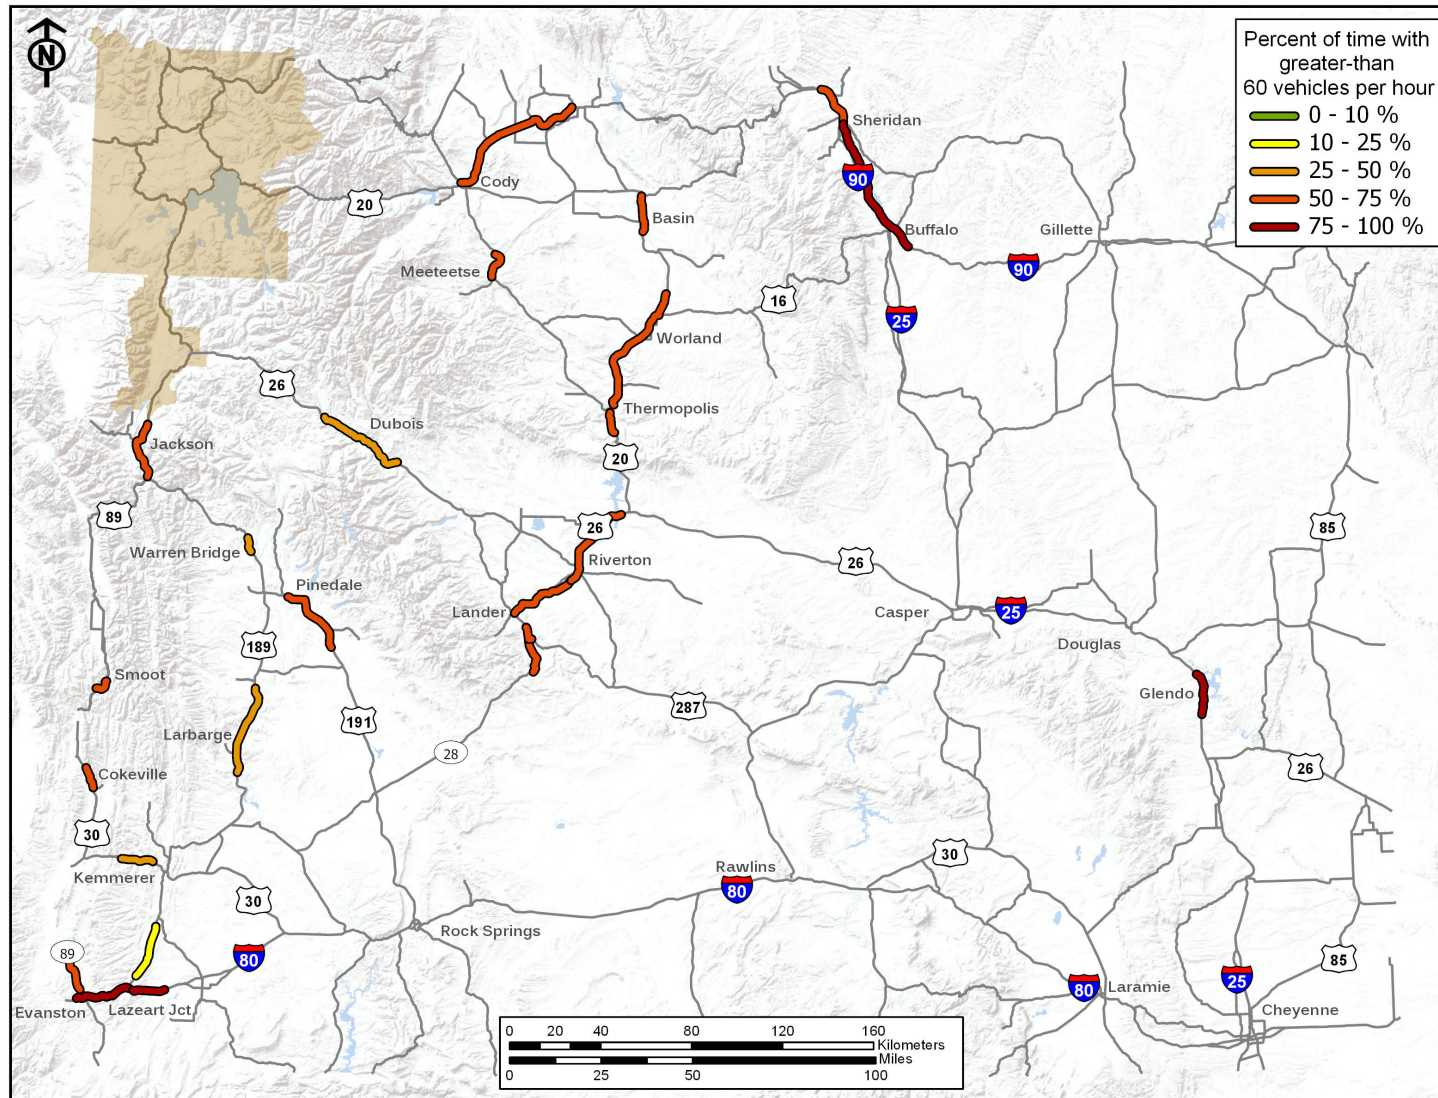 N
Percent of time with
greater-than
60 vehicles per hour
0 - 10 %
10 - 25 %
25 - 50 %
50 - 75 %
75 - 100 %
Sheridan
90
Cody
20
Basin
Buffalo
Gillette
Meeteetse
90
16
25
Worland
26
Thermopolis
Dubois
Jackson
20
89
26
85
Warren Bridge
Riverton
26
Pinedale
Lander
Casper
25
189
Douglas
Smoot
Glendo
287
191
Larbarge
28
Cokeville
26
30
30
Rawlins
Kemmerer
80
30
Rock Springs
89
80
85
25
80
Laramie
Evanston
Lazeart Jct
Cheyenne
0 20 40 80 120 160
Kilometers
Miles
0 25 50 100